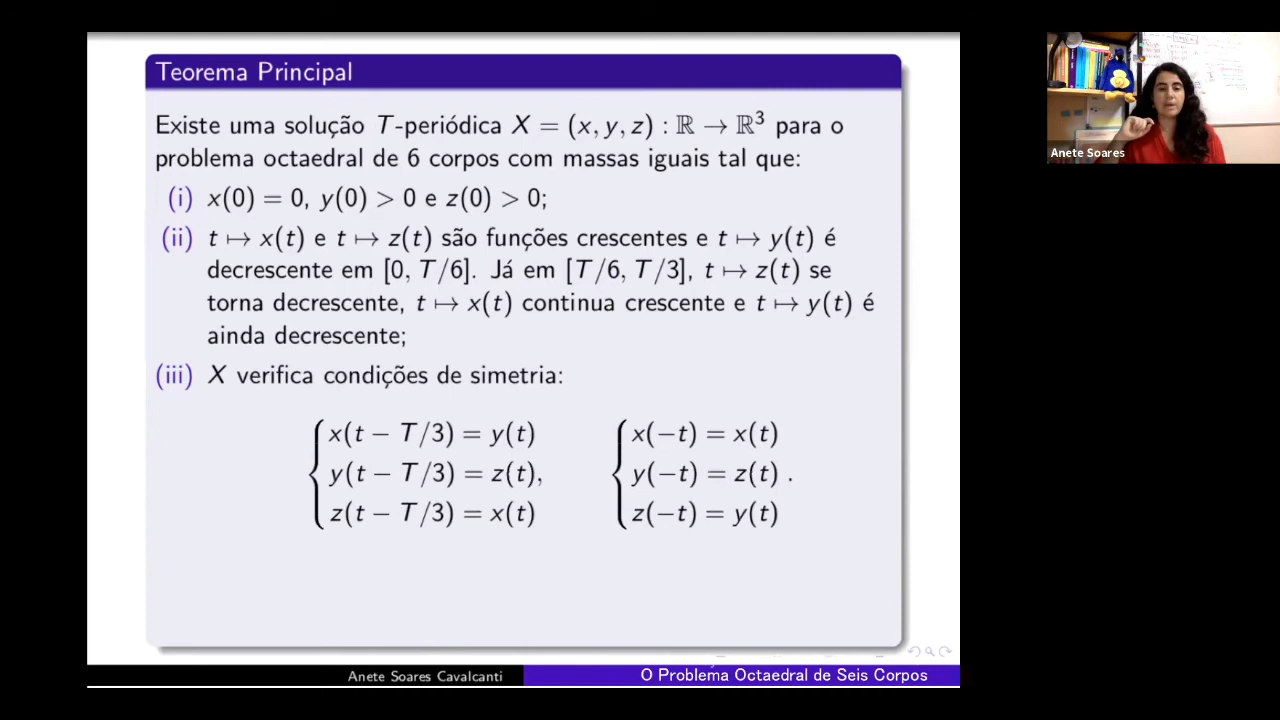 Teorema Principal
Existe uma solução T-periódica X = (x, y, z) : ℝ → ℝ³ para o
problema octaedral de 6 corpos com massas iguais tal que:
(i) x(0) = 0, y(0) > 0 e z(0) > 0;
(ii) t ↦ x(t) e t ↦ z(t) são funções crescentes e t ↦ y(t) é
decrescente em [0, T/6]. Já em [T/6, T/3], t ↦ z(t) se
torna decrescente, t ↦ x(t) continua crescente e t ↦ y(t) é
ainda decrescente;
(iii) X verifica condições de simetria:
x(t − T/3) = y(t) x(−t) = x(t)
y(t − T/3) = z(t), y(−t) = z(t) .
z(t − T/3) = x(t) z(−t) = y(t)
Anete Soares Cavalcanti O Problema Octaedral de Seis Corpos
Anete Soares